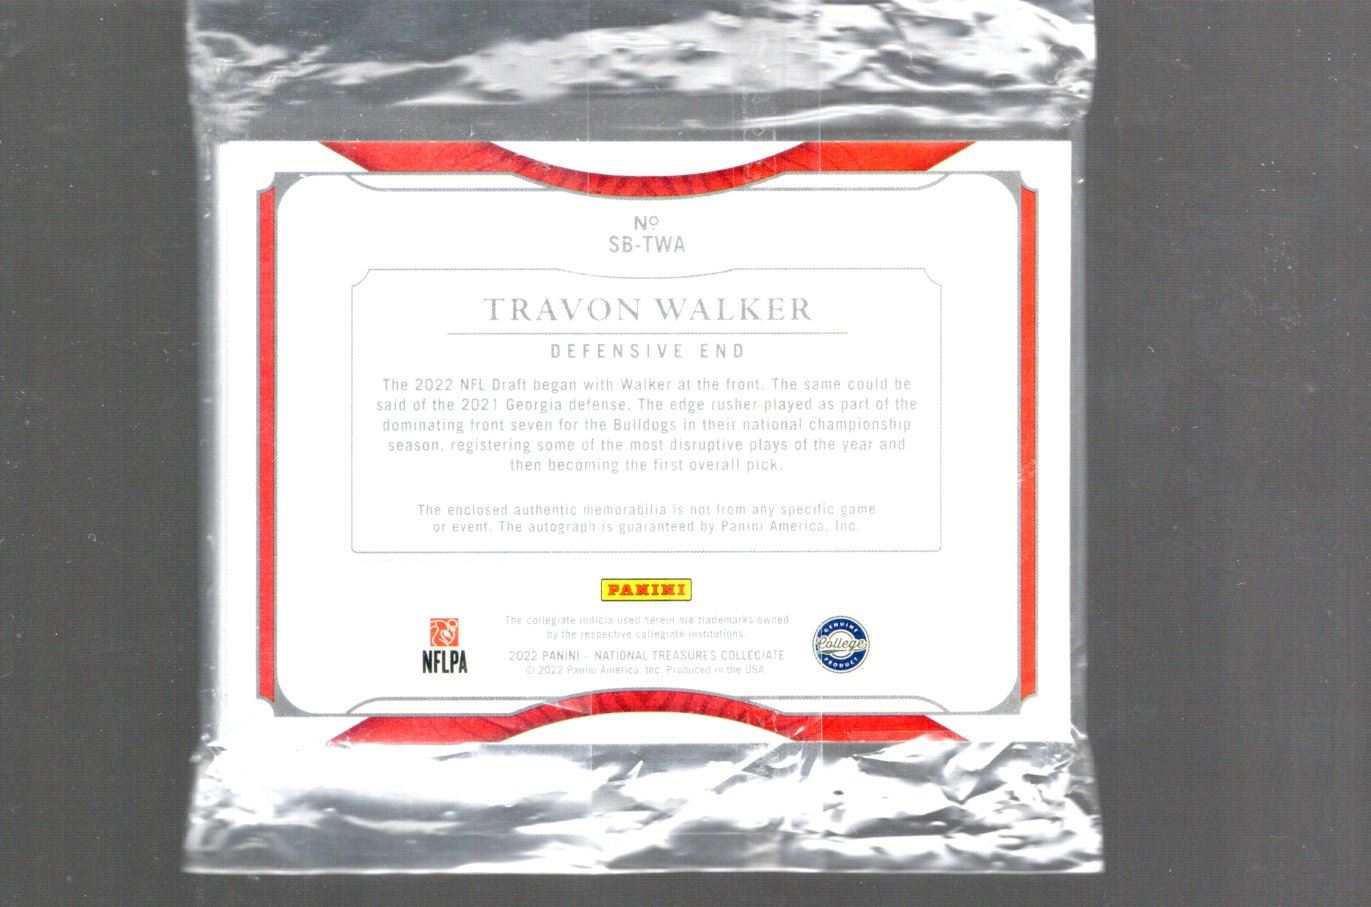 Nº
SB-TWA
TRAVON WALKER
DEFENSIVE END
The 2022 NFL Draft began with Walker at the front. The same could be
said of the 2021 Georgia defense. The edge rusher played as part of the
dominating front seven for the Bulldogs in their national championship
season, registering some of the most disruptive plays of the year and
then becoming the first overall pick.
The enclosed authentic memorabilia is not from any specific game
or event. The autograph is guaranteed by Panini America, Inc.
PANINI
The collegiate indicia used herein are trademarks owned
by the respective collegiate institutions.
2022 PANINI – NATIONAL TREASURES COLLEGIATE
© 2022 Panini America, Inc. Produced in the USA.
NFLPA
GENUINE
College
PRODUCT